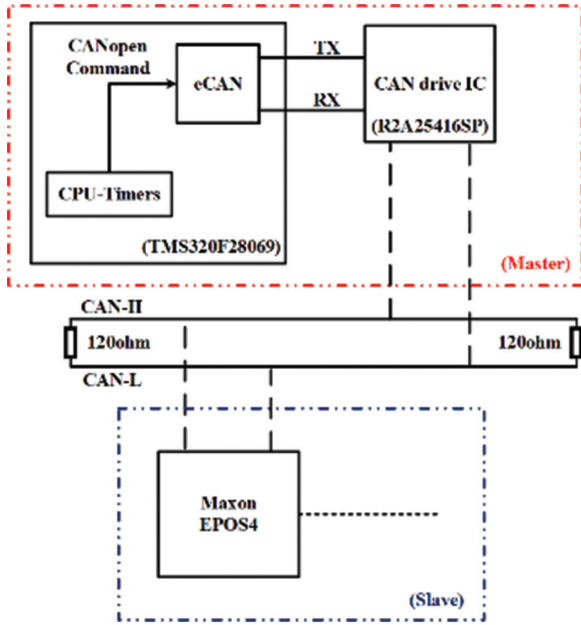 CANopen
Command
eCAN
TX
RX
CAN drive IC
(R2A25416SP)
CPU-Timers
(TMS320F28069)
(Master)
CAN-H
120ohm
120ohm
CAN-L
Maxon
EPOS4
(Slave)